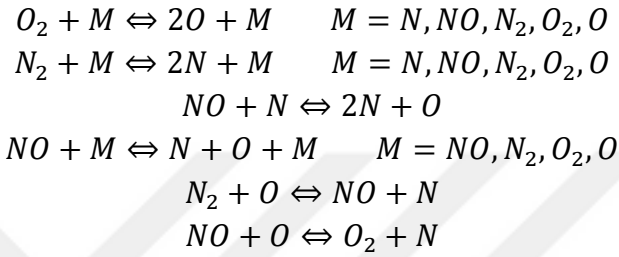 O₂ + M ⇔ 2O + M M = N, NO, N₂, O₂, O
N₂ + M ⇔ 2N + M M = N, NO, N₂, O₂, O
NO + N ⇔ 2N + O
NO + M ⇔ N + O + M M = NO, N₂, O₂, O
N₂ + O ⇔ NO + N
NO + O ⇔ O₂ + N